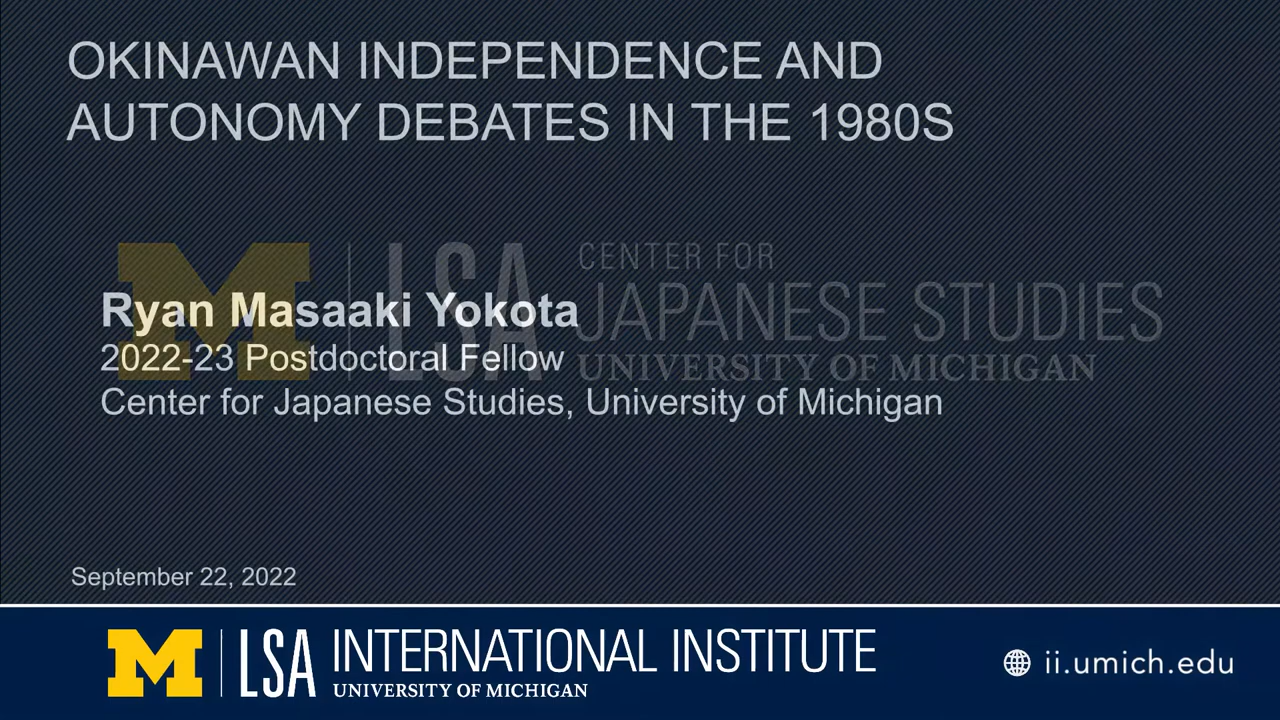 OKINAWAN INDEPENDENCE AND
AUTONOMY DEBATES IN THE 1980S
M LSA CENTER FOR
JAPANESE STUDIES
UNIVERSITY OF MICHIGAN
Ryan Masaaki Yokota
2022-23 Postdoctoral Fellow
Center for Japanese Studies, University of Michigan
September 22, 2022
M LSA INTERNATIONAL INSTITUTE
UNIVERSITY OF MICHIGAN
ii.umich.edu